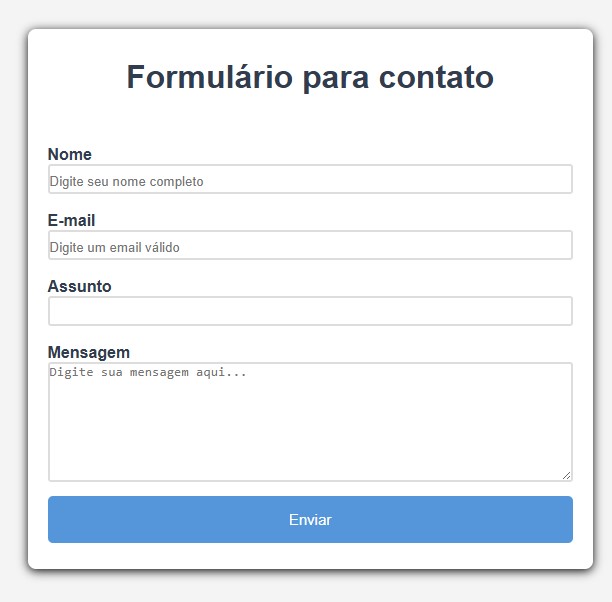 Formulário para contato
Nome
Digite seu nome completo
E-mail
Digite um email válido
Assunto
Mensagem
Digite sua mensagem aqui...
Enviar